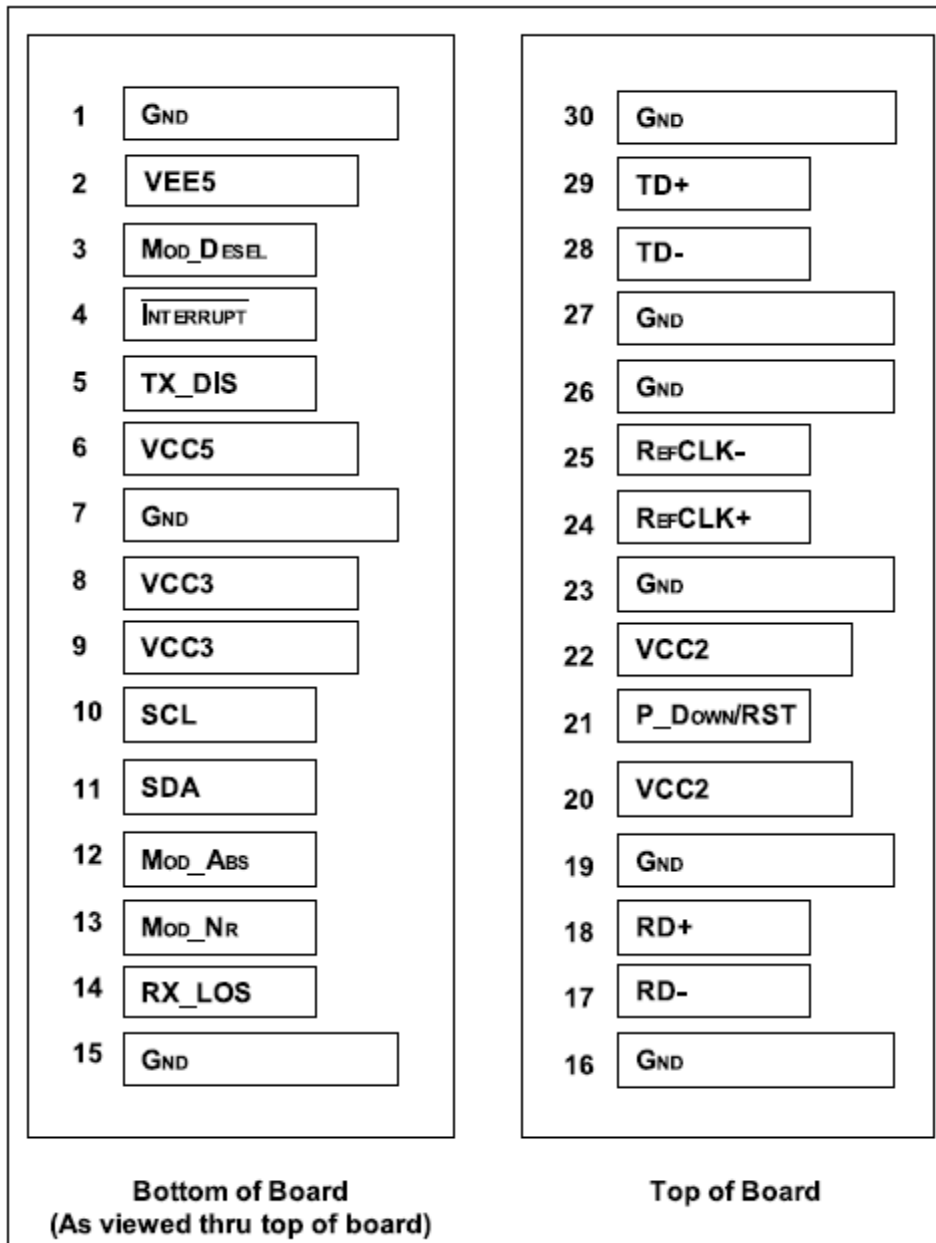 1 GND
2 VEE5
3 MOD_DESEL
4 INTERRUPT
5 TX_DIS
6 VCC5
7 GND
8 VCC3
9 VCC3
10 SCL
11 SDA
12 MOD_ABS
13 MOD_NR
14 RX_LOS
15 GND
Bottom of Board
(As viewed thru top of board)
30 GND
29 TD+
28 TD-
27 GND
26 GND
25 REFCLK-
24 REFCLK+
23 GND
22 VCC2
21 P_DOWN/RST
20 VCC2
19 GND
18 RD+
17 RD-
16 GND
Top of Board